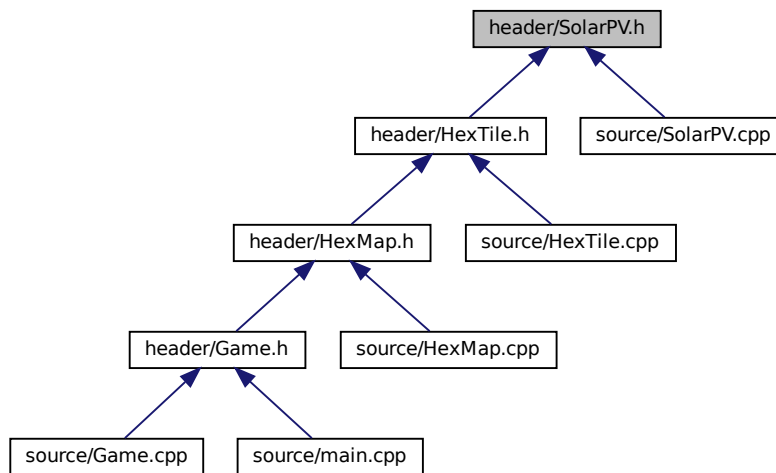 header/SolarPV.h
header/HexTile.h
source/SolarPV.cpp
header/HexMap.h
source/HexTile.cpp
header/Game.h
source/HexMap.cpp
source/Game.cpp
source/main.cpp